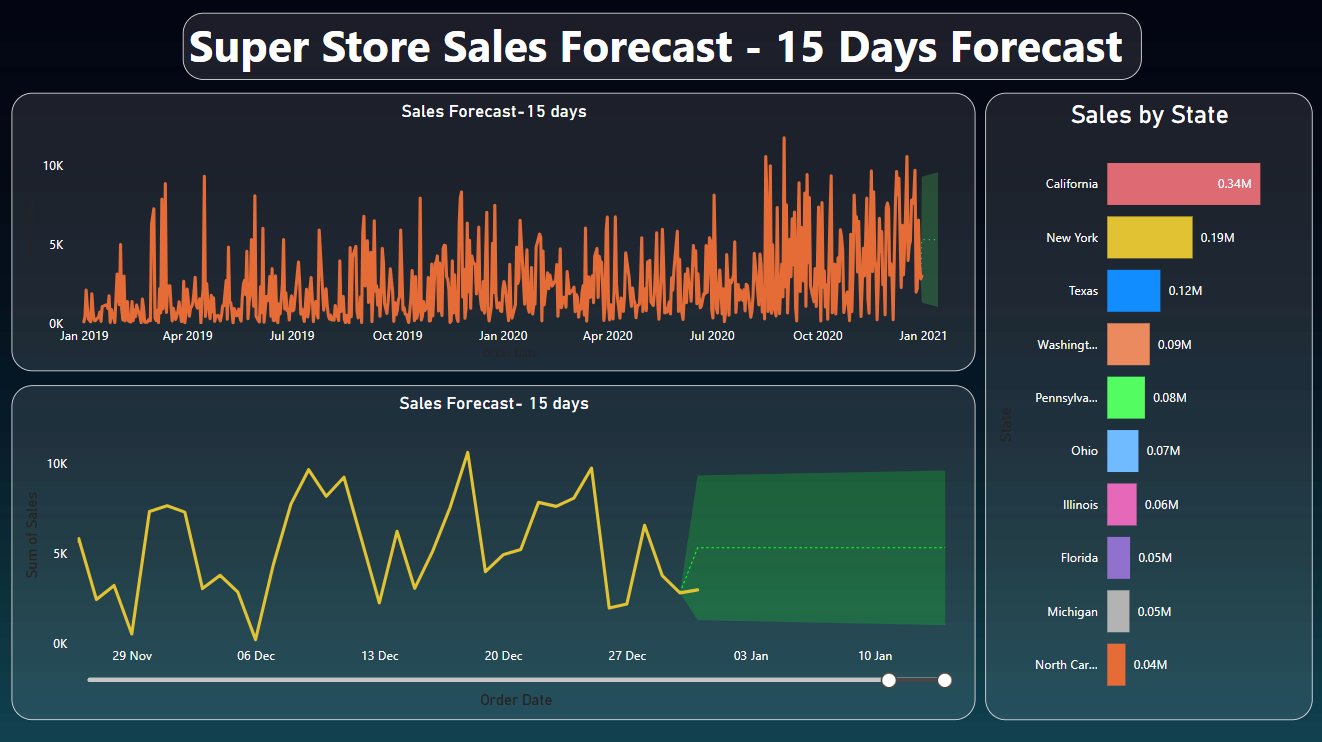 Super Store Sales Forecast - 15 Days Forecast
Sales Forecast-15 days
10K
5K
0K
Jan 2019 Apr 2019 Jul 2019 Oct 2019 Jan 2020 Apr 2020 Jul 2020 Oct 2020 Jan 2021
Sales Forecast- 15 days
Sum of Sales
10K
5K
0K
29 Nov 06 Dec 13 Dec 20 Dec 27 Dec 03 Jan 10 Jan
Order Date
Sales by State
State
California 0.34M
New York 0.19M
Texas 0.12M
Washingt... 0.09M
Pennsylva... 0.08M
Ohio 0.07M
Illinois 0.06M
Florida 0.05M
Michigan 0.05M
North Car... 0.04M